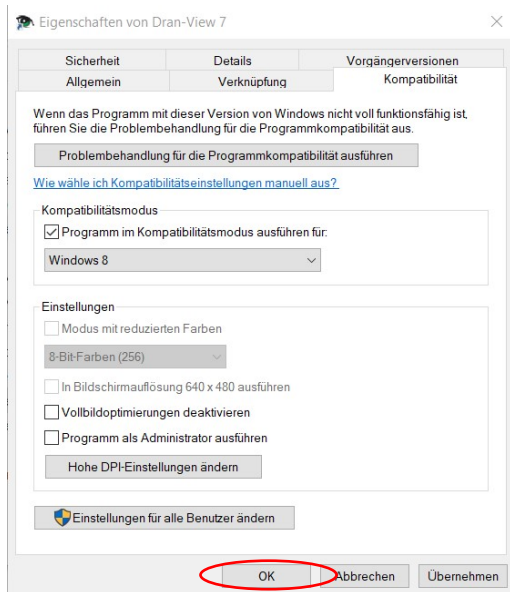 Eigenschaften von Dran-View 7
Sicherheit
Details
Vorgängerversionen
Allgemein
Verknüpfung
Kompatibilität
Wenn das Programm mit dieser Version von Windows nicht voll funktionsfähig ist,
führen Sie die Problembehandlung für die Programmkompatibilität aus.
Problembehandlung für die Programmkompatibilität ausführen
Wie wähle ich Kompatibilitätseinstellungen manuell aus?
Kompatibilitätsmodus
Programm im Kompatibilitätsmodus ausführen für:
Windows 8
Einstellungen
Modus mit reduzierten Farben
8-Bit-Farben (256)
In Bildschirmauflösung 640 x 480 ausführen
Vollbildoptimierungen deaktivieren
Programm als Administrator ausführen
Hohe DPI-Einstellungen ändern
Einstellungen für alle Benutzer ändern
OK
Abbrechen
Übernehmen